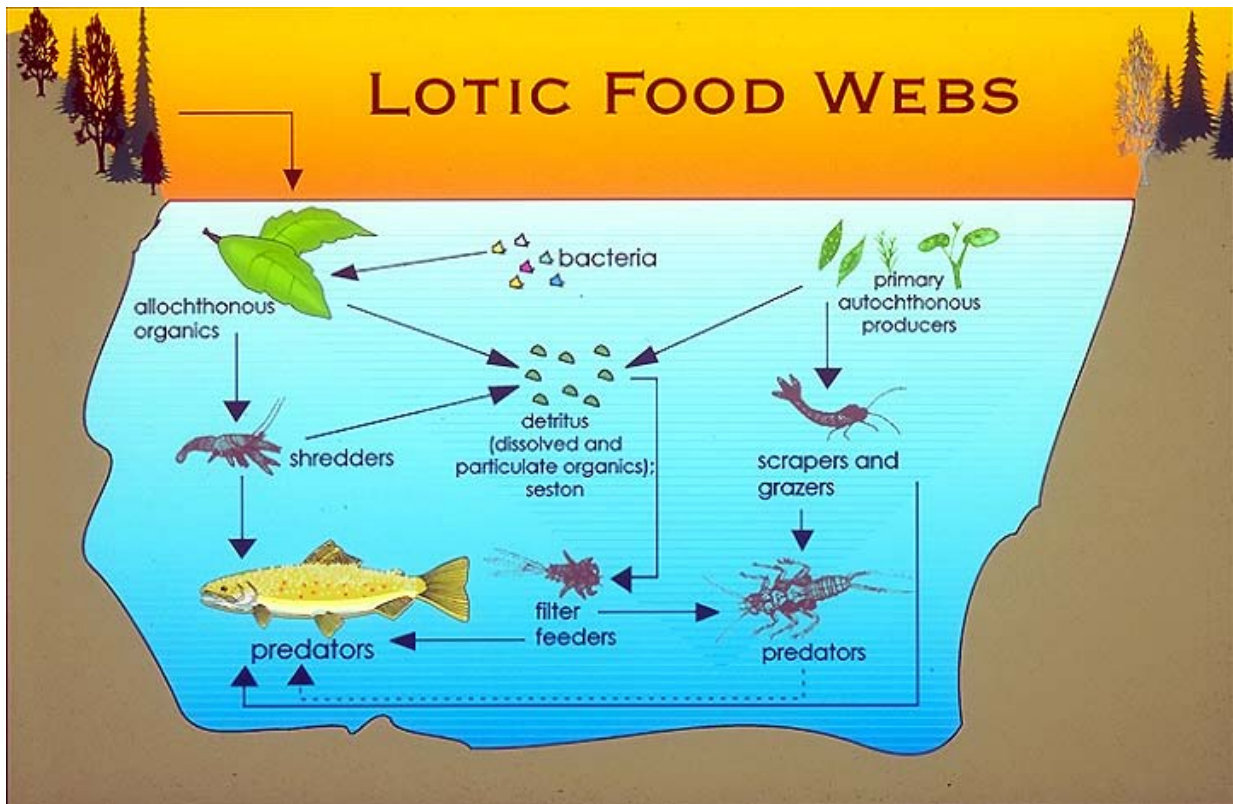 LOTIC FOOD WEBS
bacteria
allochthonous
organics
primary
autochthonous
producers
detritus
(dissolved and
particulate organics);
seston
shredders
scrapers and
grazers
filter
feeders
predators
predators